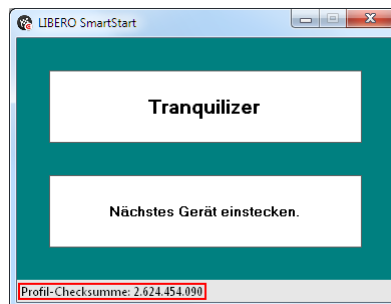 LIBERO SmartStart
Tranquilizer
Nächstes Gerät einstecken.
Profil-Checksumme: 2.624.454.090